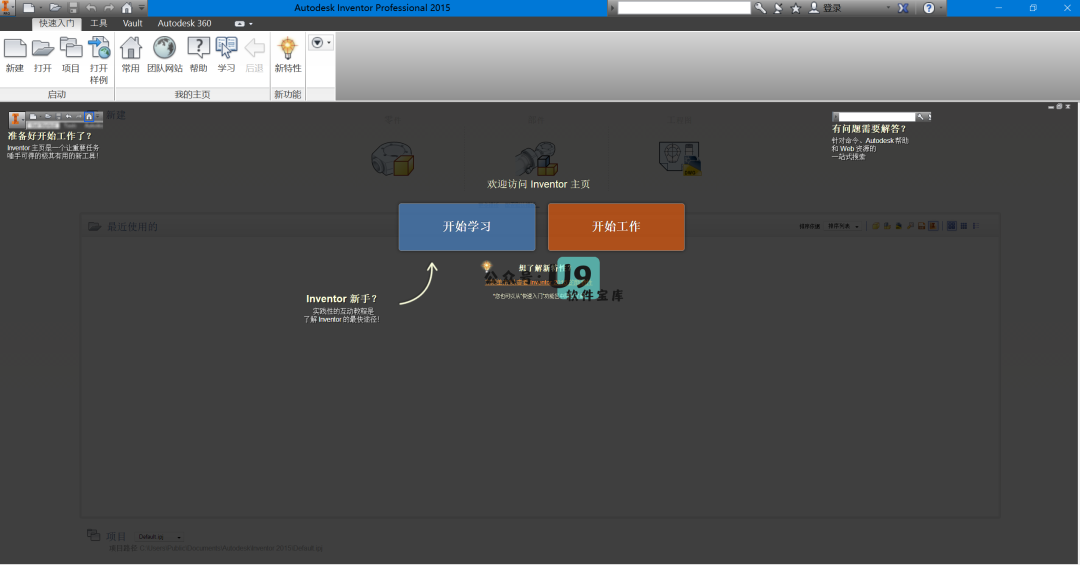 Autodesk Inventor Professional 2015
登录
快速入门 工具 Vault Autodesk 360
新建 打开 项目 打开样例 常用 团队网站 帮助 学习 后退 新特性
启动 我的主页 新功能
新建
准备好开始工作了?
Inventor 主页是一个让重要任务
唾手可得的极其有用的新工具!
有问题需要解答?
针对命令、Autodesk 帮助
和 Web 资源的
一站式搜索
欢迎访问 Inventor 主页
开始学习 开始工作
最近使用的
排序列表
想了解新特性
公众号·U9
软件宝库
Inventor 新手?
实践性的互动教程是
了解 Inventor 的最快途径!
项目 Default.ipj